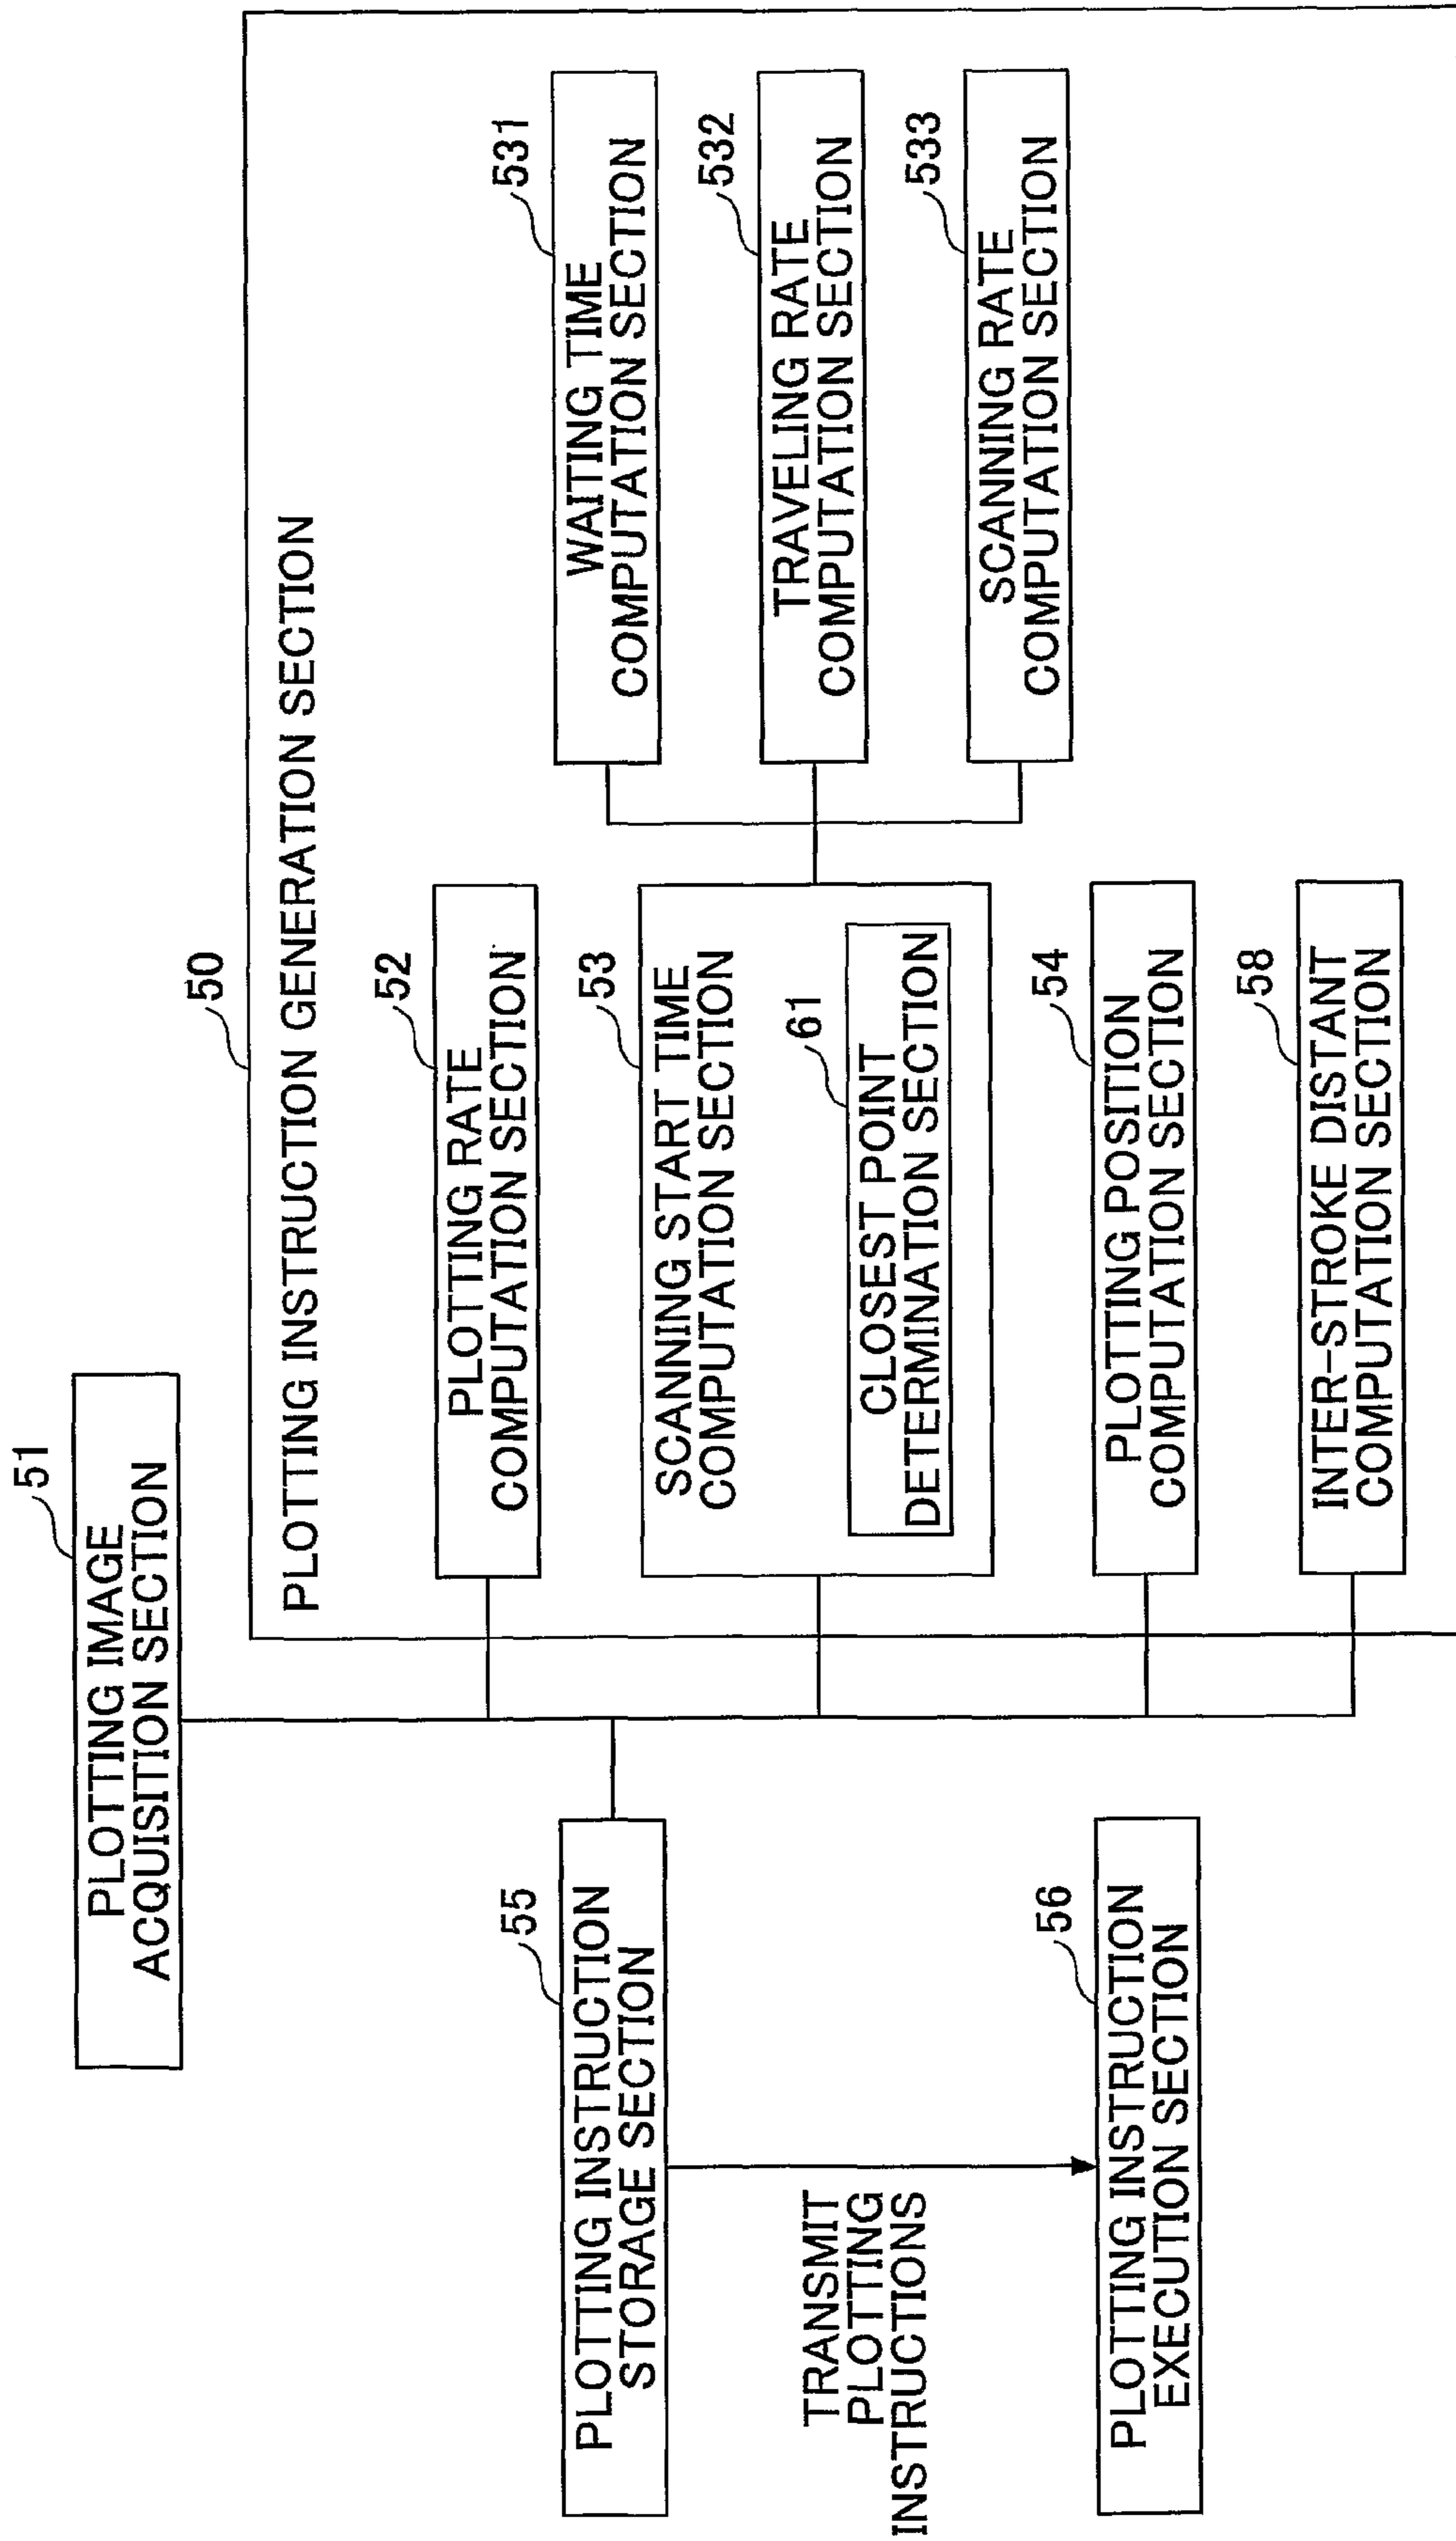 51
PLOTTING IMAGE
ACQUISITION SECTION
50
PLOTTING INSTRUCTION GENERATION SECTION
55
PLOTTING INSTRUCTION
STORAGE SECTION
TRANSMIT
PLOTTING
INSTRUCTIONS
56
PLOTTING INSTRUCTION
EXECUTION SECTION
52
PLOTTING RATE
COMPUTATION SECTION
53
SCANNING START TIME
COMPUTATION SECTION
61
CLOSEST POINT
DETERMINATION SECTION
54
PLOTTING POSITION
COMPUTATION SECTION
58
INTER-STROKE DISTANT
COMPUTATION SECTION
531
WAITING TIME
COMPUTATION SECTION
532
TRAVELING RATE
COMPUTATION SECTION
533
SCANNING RATE
COMPUTATION SECTION